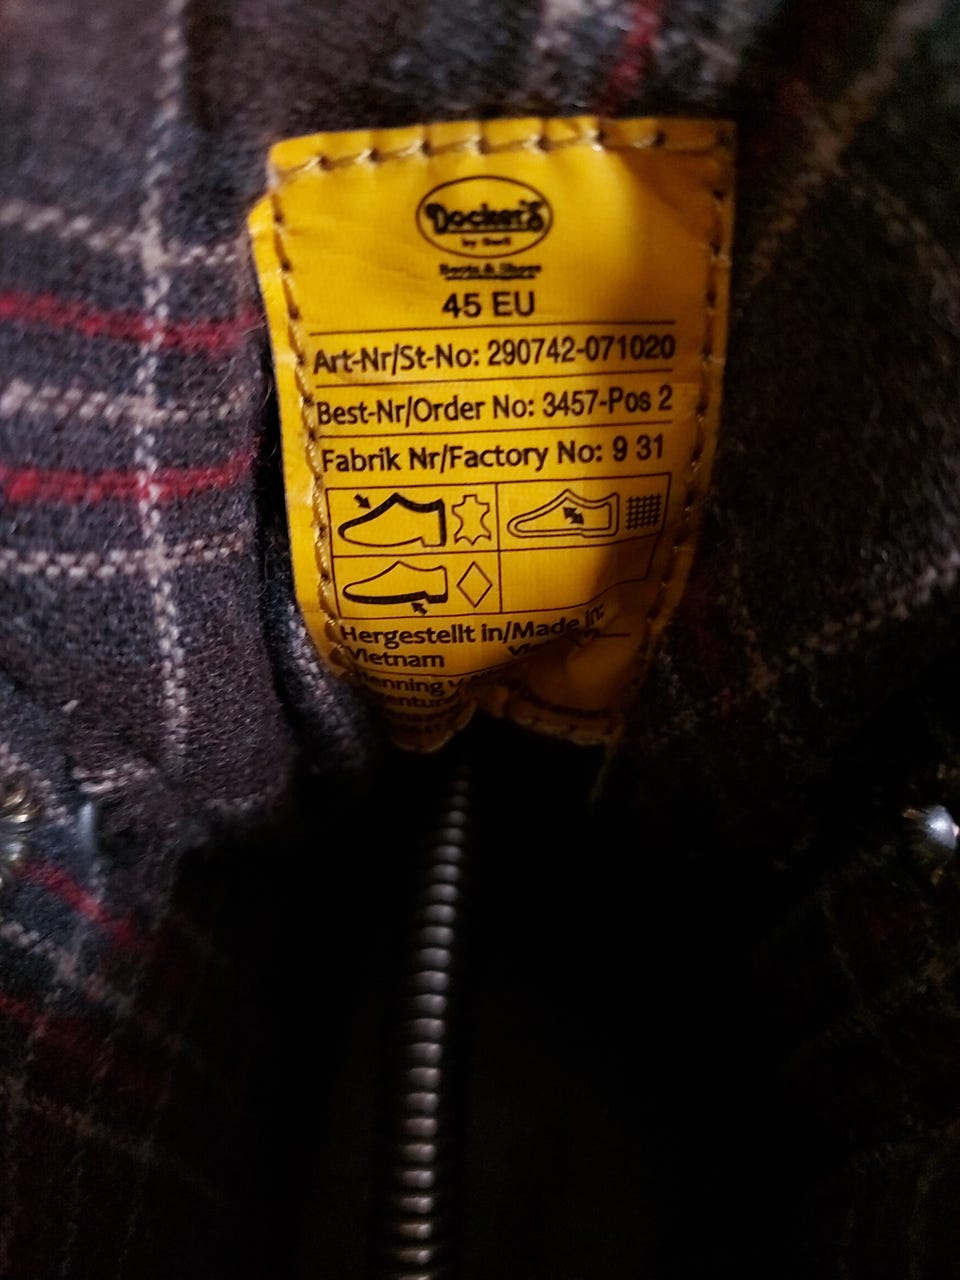 Docker's
by Gerli
Boots & Shoes
45 EU
Art-Nr/St-No: 290742-071020
Best-Nr/Order No: 3457-Pos 2
Fabrik Nr/Factory No: 9 31
Hergestellt in/Made in:
Vietnam